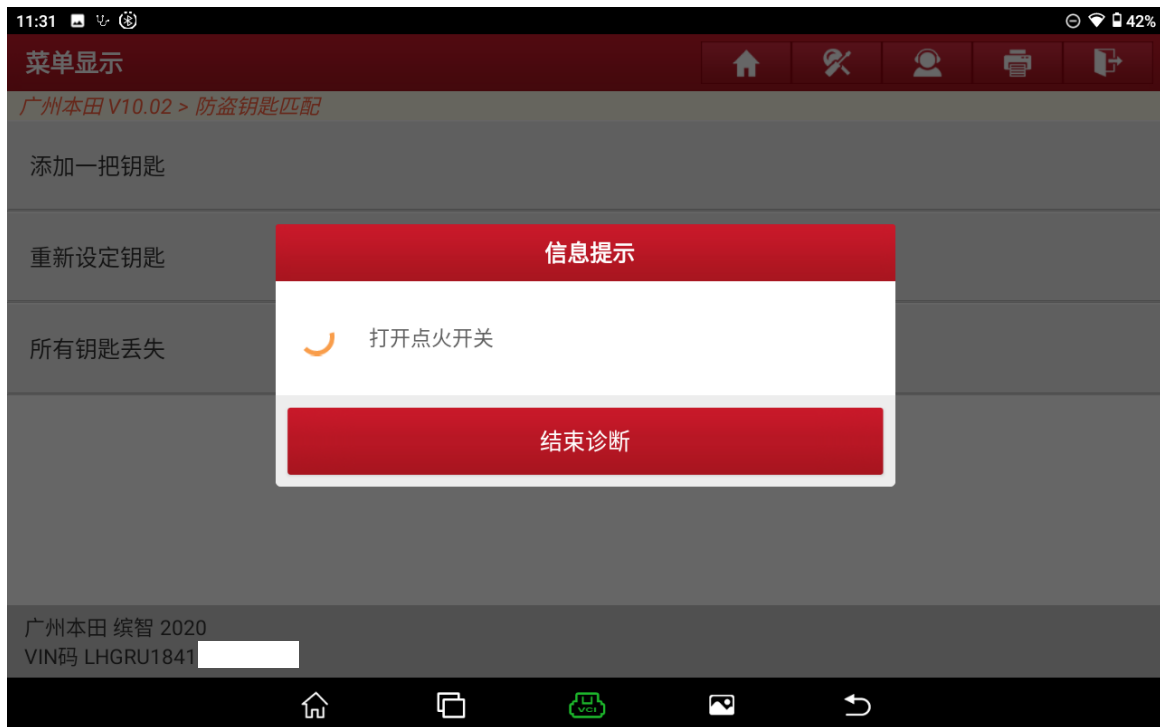 11:31
42%
菜单显示
广州本田 V10.02 > 防盗钥匙匹配
添加一把钥匙
重新设定钥匙
所有钥匙丢失
信息提示
打开点火开关
结束诊断
广州本田 缤智 2020
VIN码 LHGRU1841
VCI